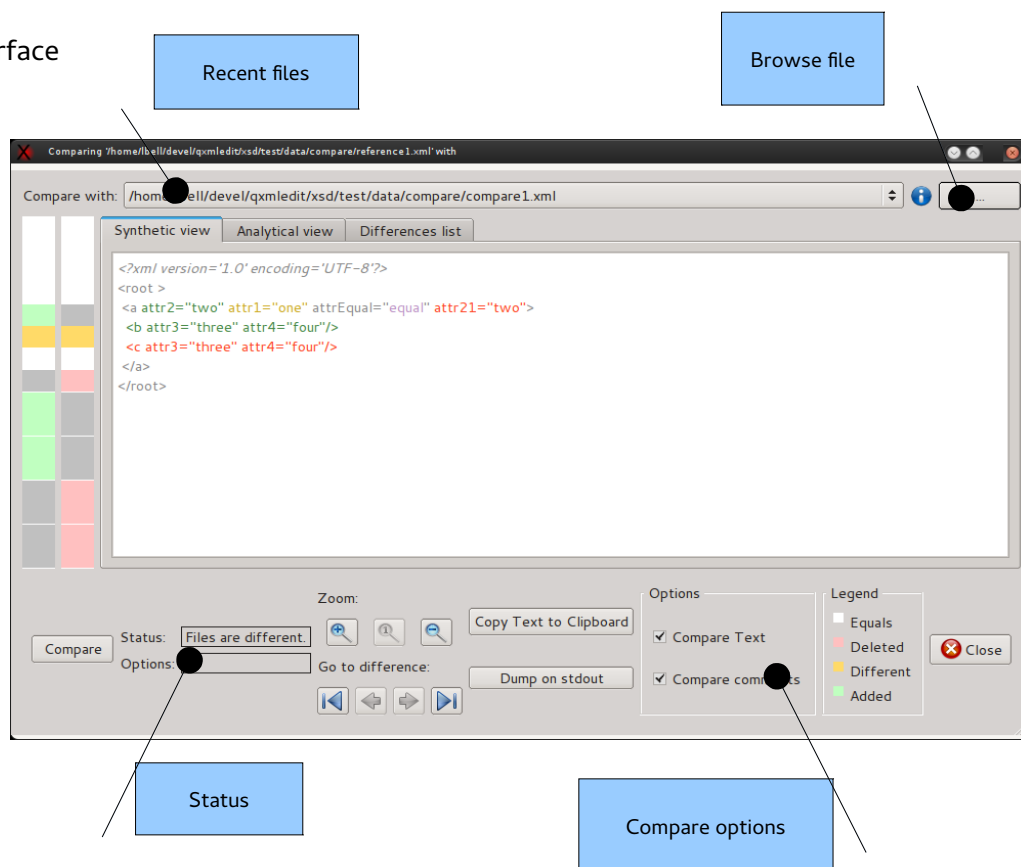 rface
Recent files
Browse file
Comparing '/home/lbell/devel/qxmledit/xsd/test/data/compare/reference1.xml' with
Compare with: /home ell/devel/qxmledit/xsd/test/data/compare/compare1.xml
...
Synthetic view Analytical view Differences list
<?xml version='1.0' encoding='UTF-8'?>
<root >
<a attr2="two" attr1="one" attrEqual="equal" attr21="two">
<b attr3="three" attr4="four"/>
<c attr3="three" attr4="four"/>
</a>
</root>
Compare
Status: Files are different.
Options:
Zoom:
Go to difference:
Copy Text to Clipboard
Dump on stdout
Options
Compare Text
Compare comments
Legend
Equals
Deleted
Different
Added
Close
Status
Compare options